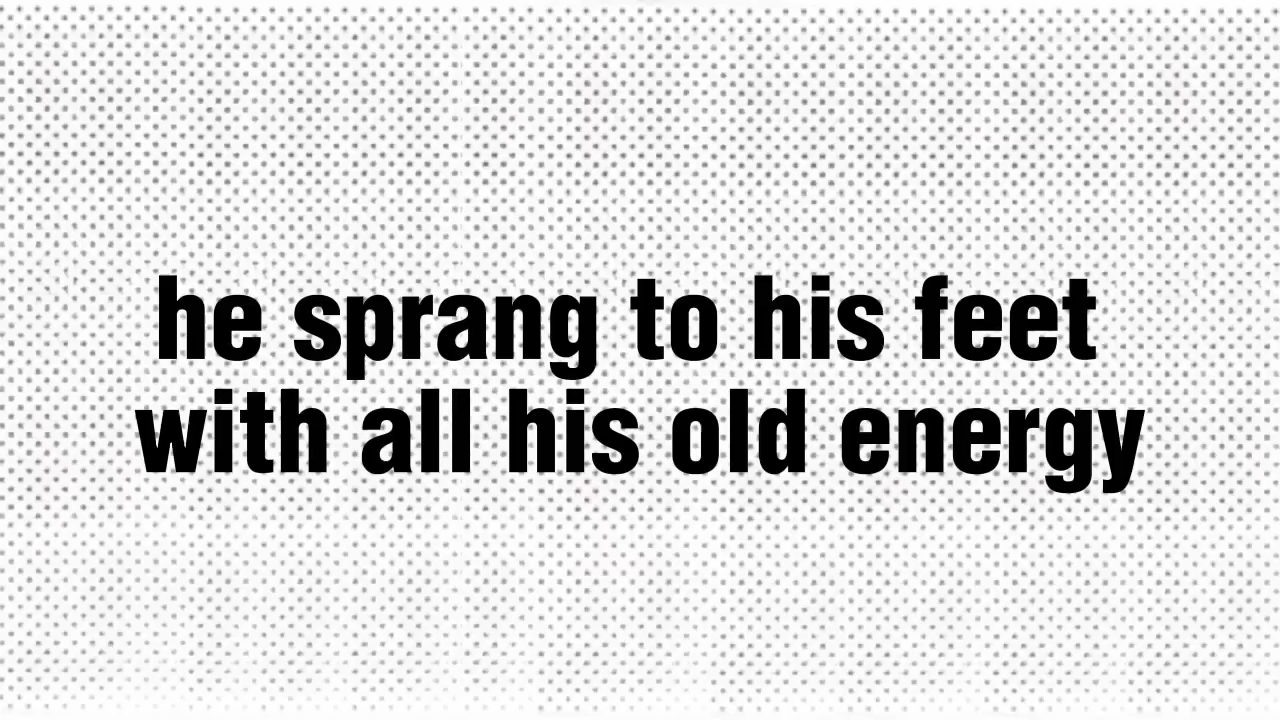 he sprang to his feet
with all his old energy